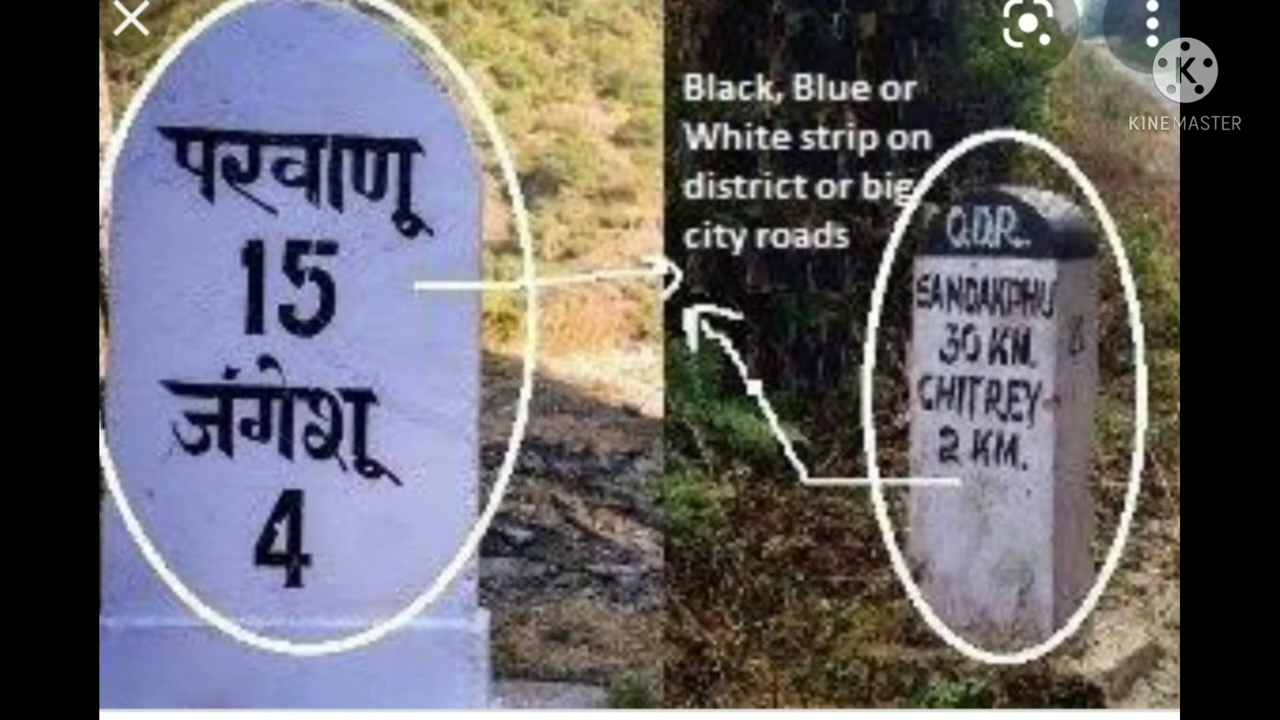 परवाणू
15
जंगेशू
4
Black, Blue or
White strip on
district or big
city roads
O.D.R.
SANDAKPHU
30 KM.
CHITREY
2 KM.
K
KINEMASTER